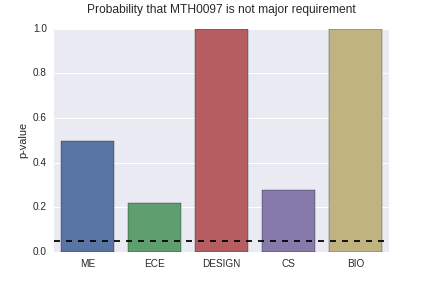 Probability that MTH0097 is not major requirement
1.0
0.8
0.6
0.4
0.2
0.0
p-value
ME ECE DESIGN CS BIO